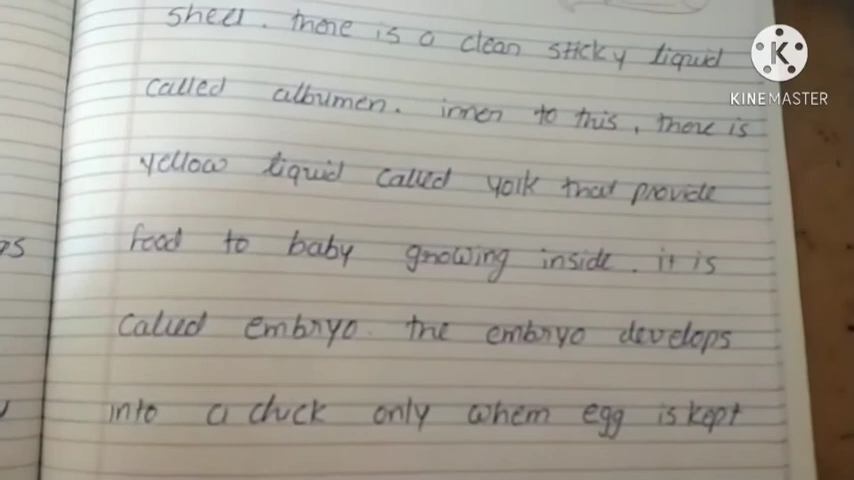 shell. there is a clean sticky liquid
called albumen. inner to this, there is
yellow liquid called yolk that provide
food to baby growing inside. it is
called embryo. the embryo develops
into a chick only whem egg is kept
KINEMASTER